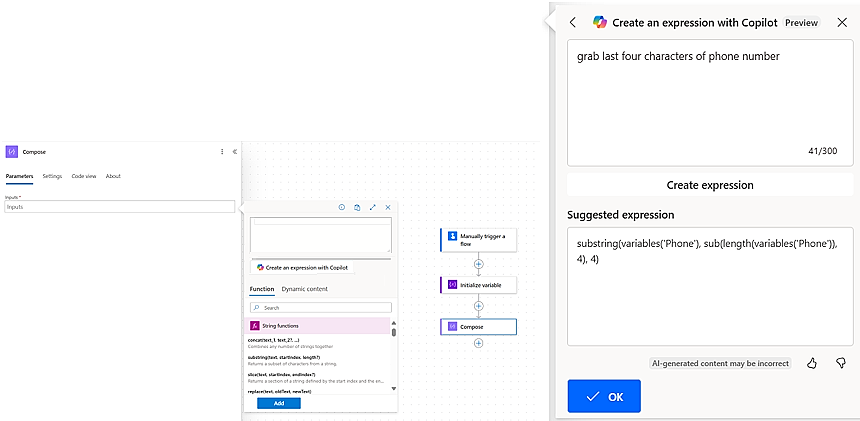 Compose
Parameters Settings Code view About
Inputs *
Inputs
Create an expression with Copilot
Function Dynamic content
Search
String functions
concat(text_1, text_2?, ...)
Combines any number of strings together
substring(text, startIndex, length?)
Returns a subset of characters from a string.
slice(text, startIndex, endIndex?)
Returns a section of a string defined by the start index and the en...
replace(text, oldText, newText)
Add
Manually trigger a
flow
Initialize variable
Compose
Create an expression with Copilot Preview
grab last four characters of phone number
41/300
Create expression
Suggested expression
substring(variables('Phone'), sub(length(variables('Phone')),
4), 4)
AI-generated content may be incorrect
OK